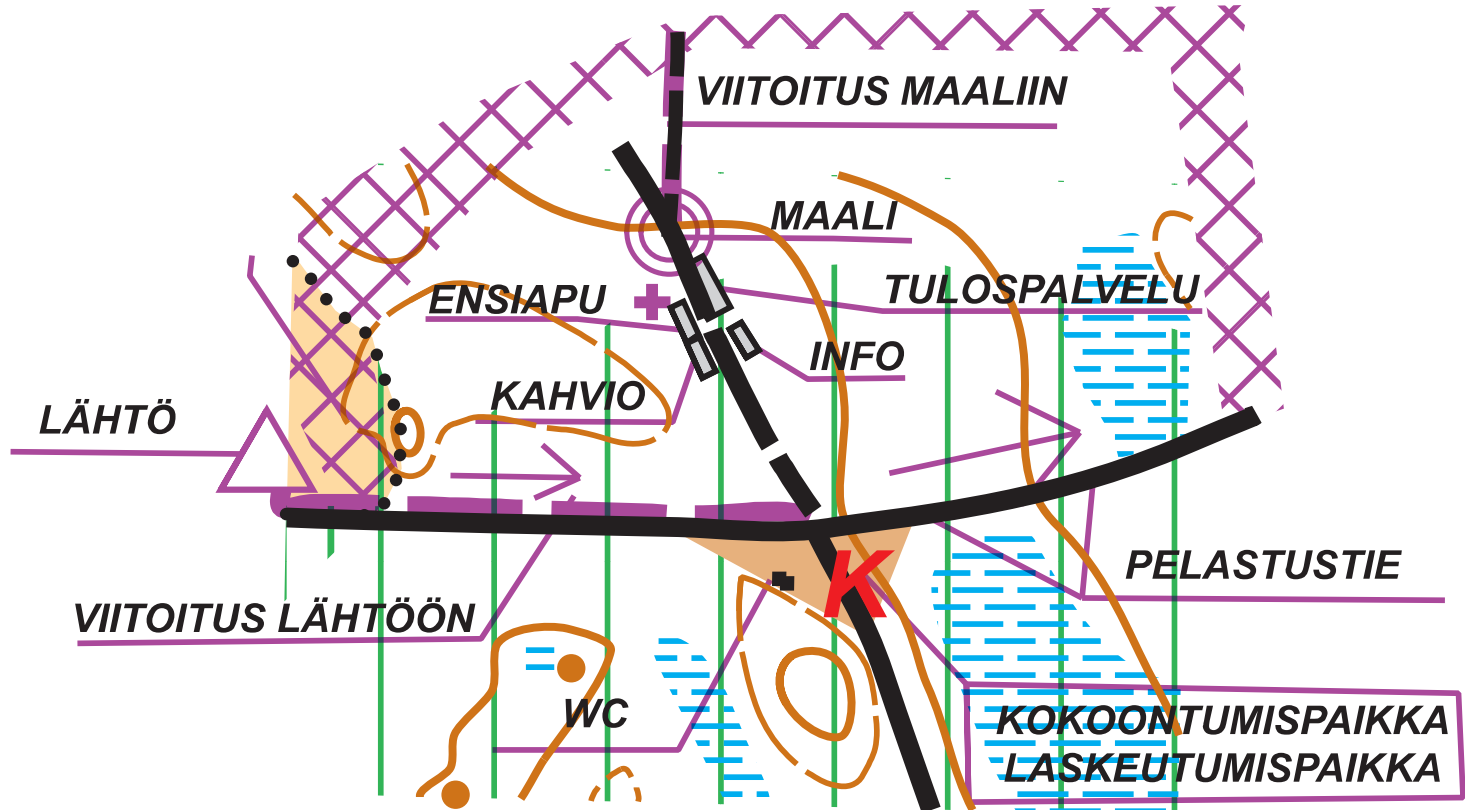 VIITOITUS MAALIIN
MAALI
ENSIAPU
TULOSPALVELU
INFO
KAHVIO
LÄHTÖ
K
PELASTUSTIE
VIITOITUS LÄHTÖÖN
WC
KOKOONTUMISPAIKKA
LASKEUTUMISPAIKKA